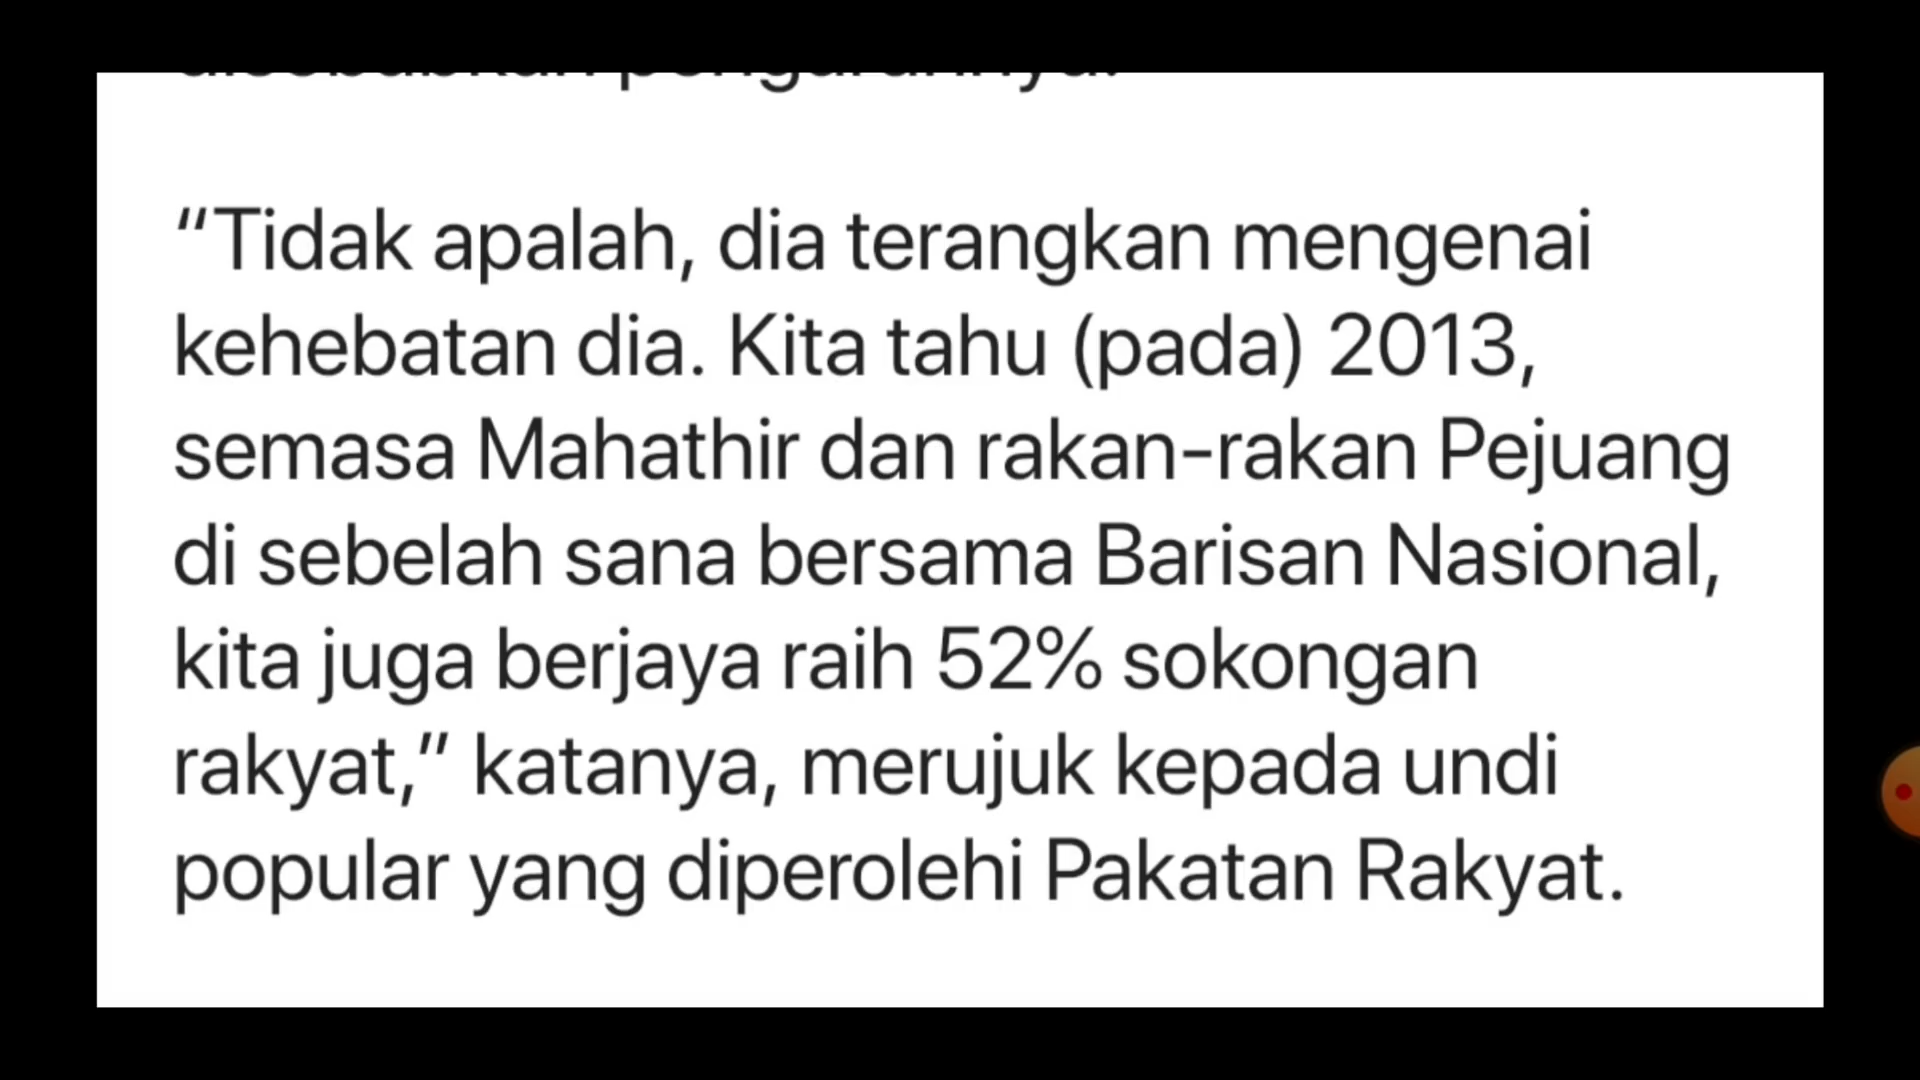 “Tidak apalah, dia terangkan mengenai
kehebatan dia. Kita tahu (pada) 2013,
semasa Mahathir dan rakan-rakan Pejuang
di sebelah sana bersama Barisan Nasional,
kita juga berjaya raih 52% sokongan
rakyat,” katanya, merujuk kepada undi
popular yang diperolehi Pakatan Rakyat.